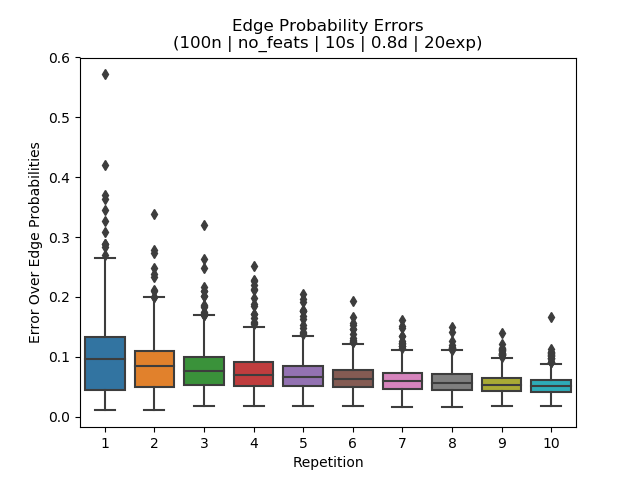 Edge Probability Errors
(100n | no_feats | 10s | 0.8d | 20exp)
Error Over Edge Probabilities
0.6
0.5
0.4
0.3
0.2
0.1
0.0
1 2 3 4 5 6 7 8 9 10
Repetition